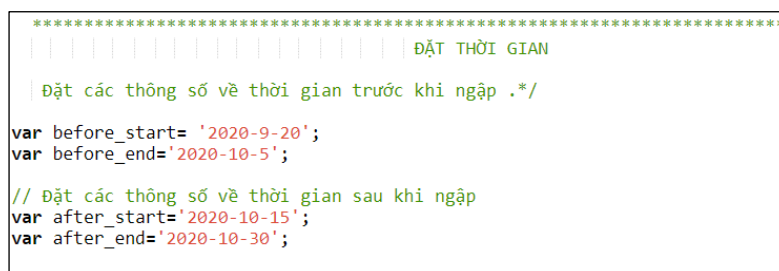 ******************************************************************************
ĐẶT THỜI GIAN
Đặt các thông số về thời gian trước khi ngập .*/
var before_start= '2020-9-20';
var before_end='2020-10-5';
// Đặt các thông số về thời gian sau khi ngập
var after_start='2020-10-15';
var after_end='2020-10-30';